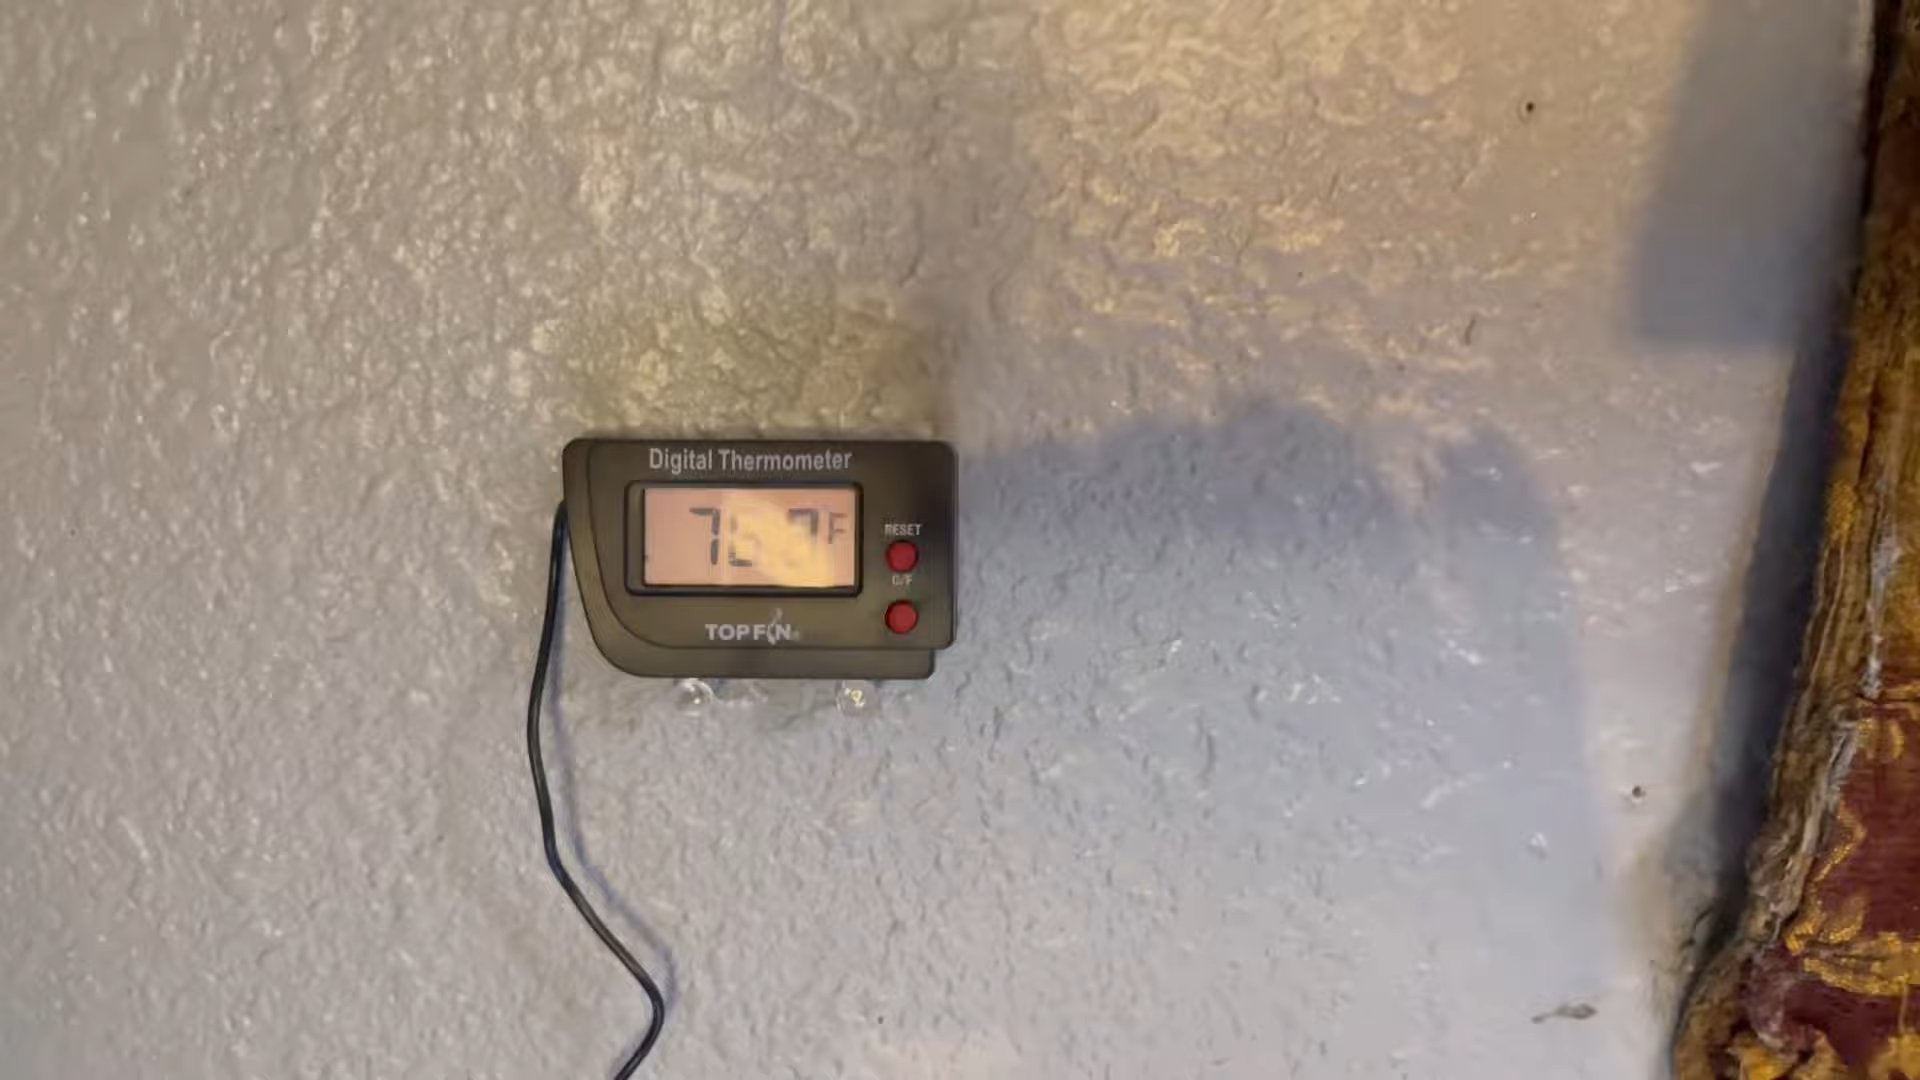 Digital Thermometer
RESET
C/F
TOP FIN